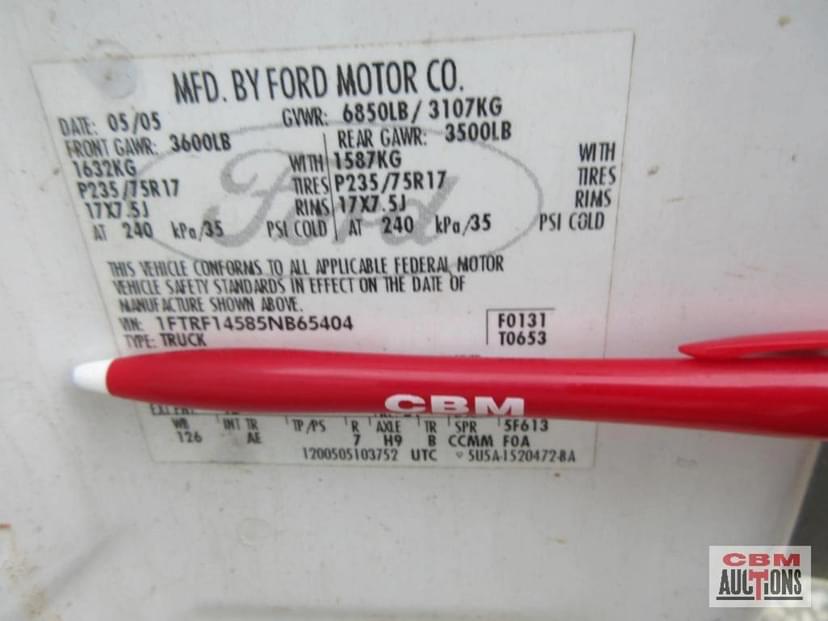 MFD. BY FORD MOTOR CO.
DATE: 05/05 GVWR: 6850LB / 3107KG
FRONT GAWR: 3600LB REAR GAWR: 3500LB
1632KG WITH 1587KG WITH
P235/75R17 TIRES P235/75R17 TIRES
17X7.5J RIMS 17X7.5J RIMS
AT 240 kPa/35 PSI COLD AT 240 kPa/35 PSI COLD
Ford
THIS VEHICLE CONFORMS TO ALL APPLICABLE FEDERAL MOTOR
VEHICLE SAFETY STANDARDS IN EFFECT ON THE DATE OF
MANUFACTURE SHOWN ABOVE.
VIN: 1FTRF14585NB65404 F0131
TYPE: TRUCK T0653
CBM
WB INT TR TP/PS R AXLE TR SPR 5F613
126 AE 7 H9 B CCMM F0A
1200505103752 UTC 5U5A-1520472-BA
CBM
AUCTIONS